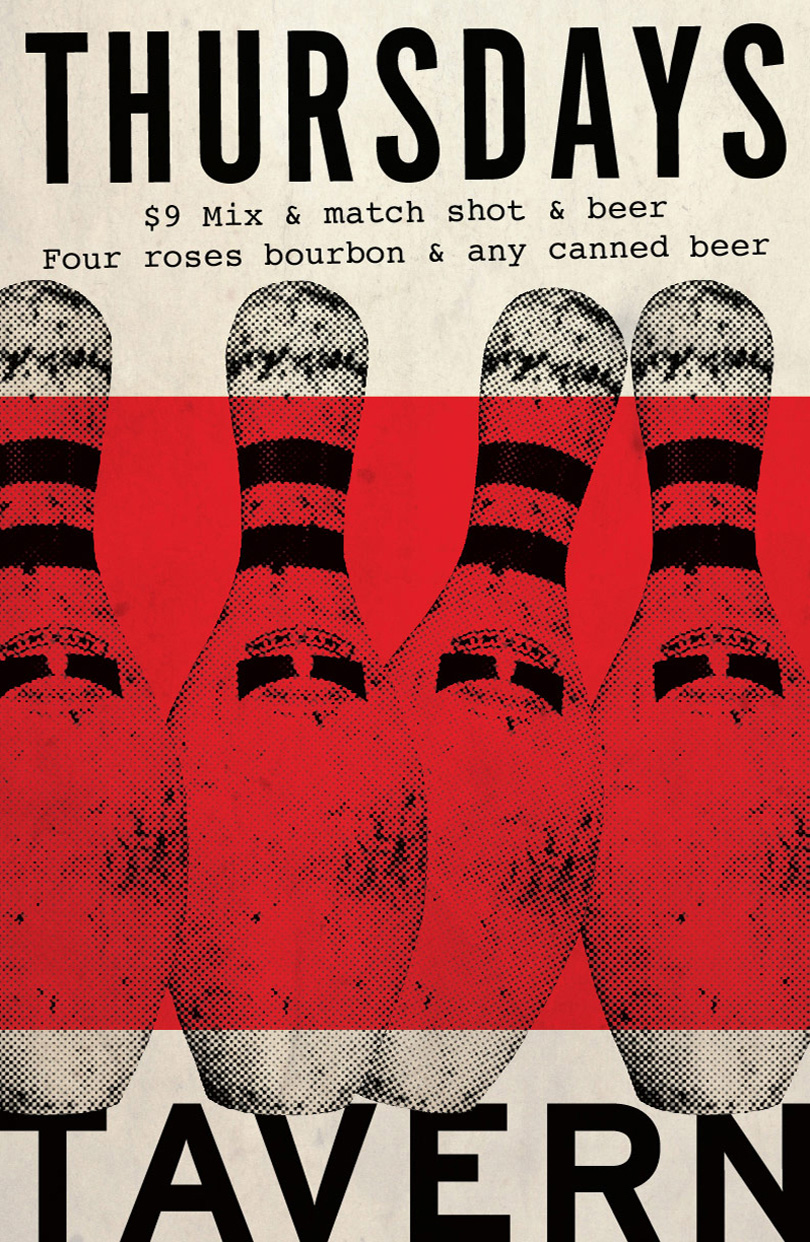 THURSDAYS
$9 Mix & match shot & beer
Four roses bourbon & any canned beer
TAVERN